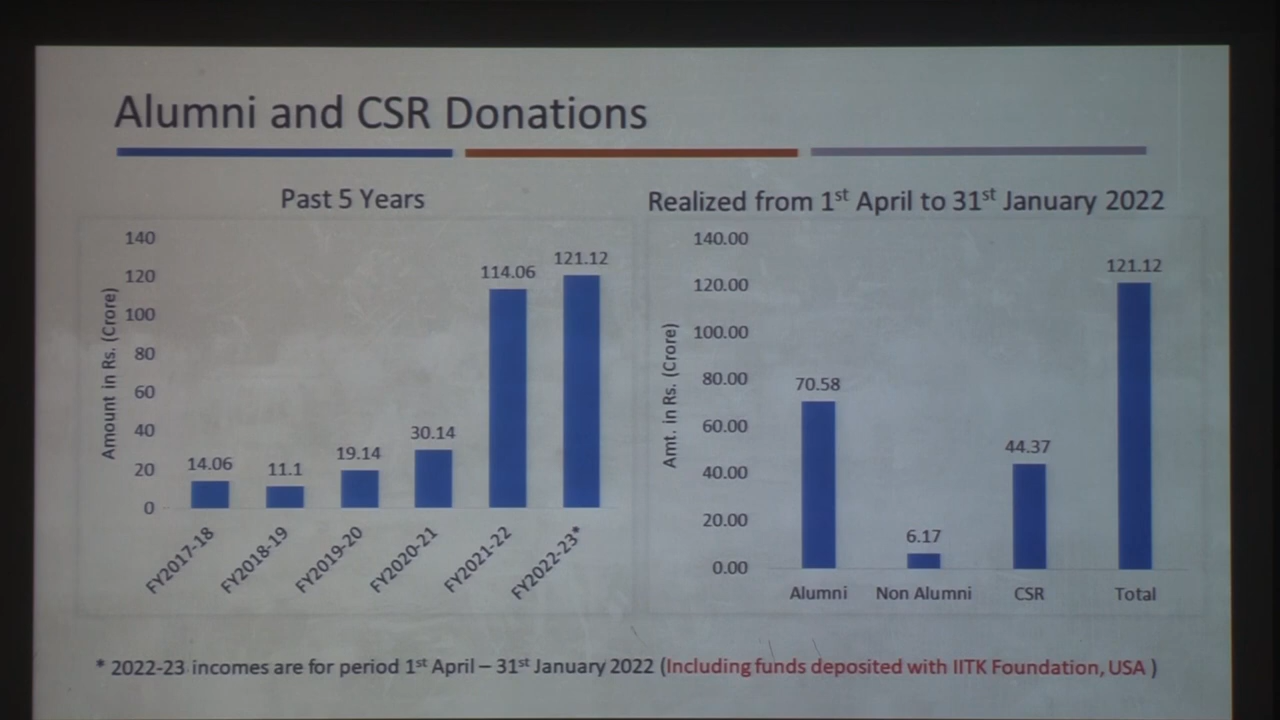 Alumni and CSR Donations
Past 5 Years
Amount in Rs. (Crore)
140
120
100
80
60
40
20
0
14.06
11.1
19.14
30.14
114.06
121.12
FY2017-18
FY2018-19
FY2019-20
FY2020-21
FY2021-22
FY2022-23*
Realized from 1st April to 31st January 2022
Amt. in Rs. (Crore)
140.00
120.00
100.00
80.00
60.00
40.00
20.00
0.00
70.58
6.17
44.37
121.12
Alumni
Non Alumni
CSR
Total
* 2022-23 incomes are for period 1st April – 31st January 2022 (Including funds deposited with IITK Foundation, USA )